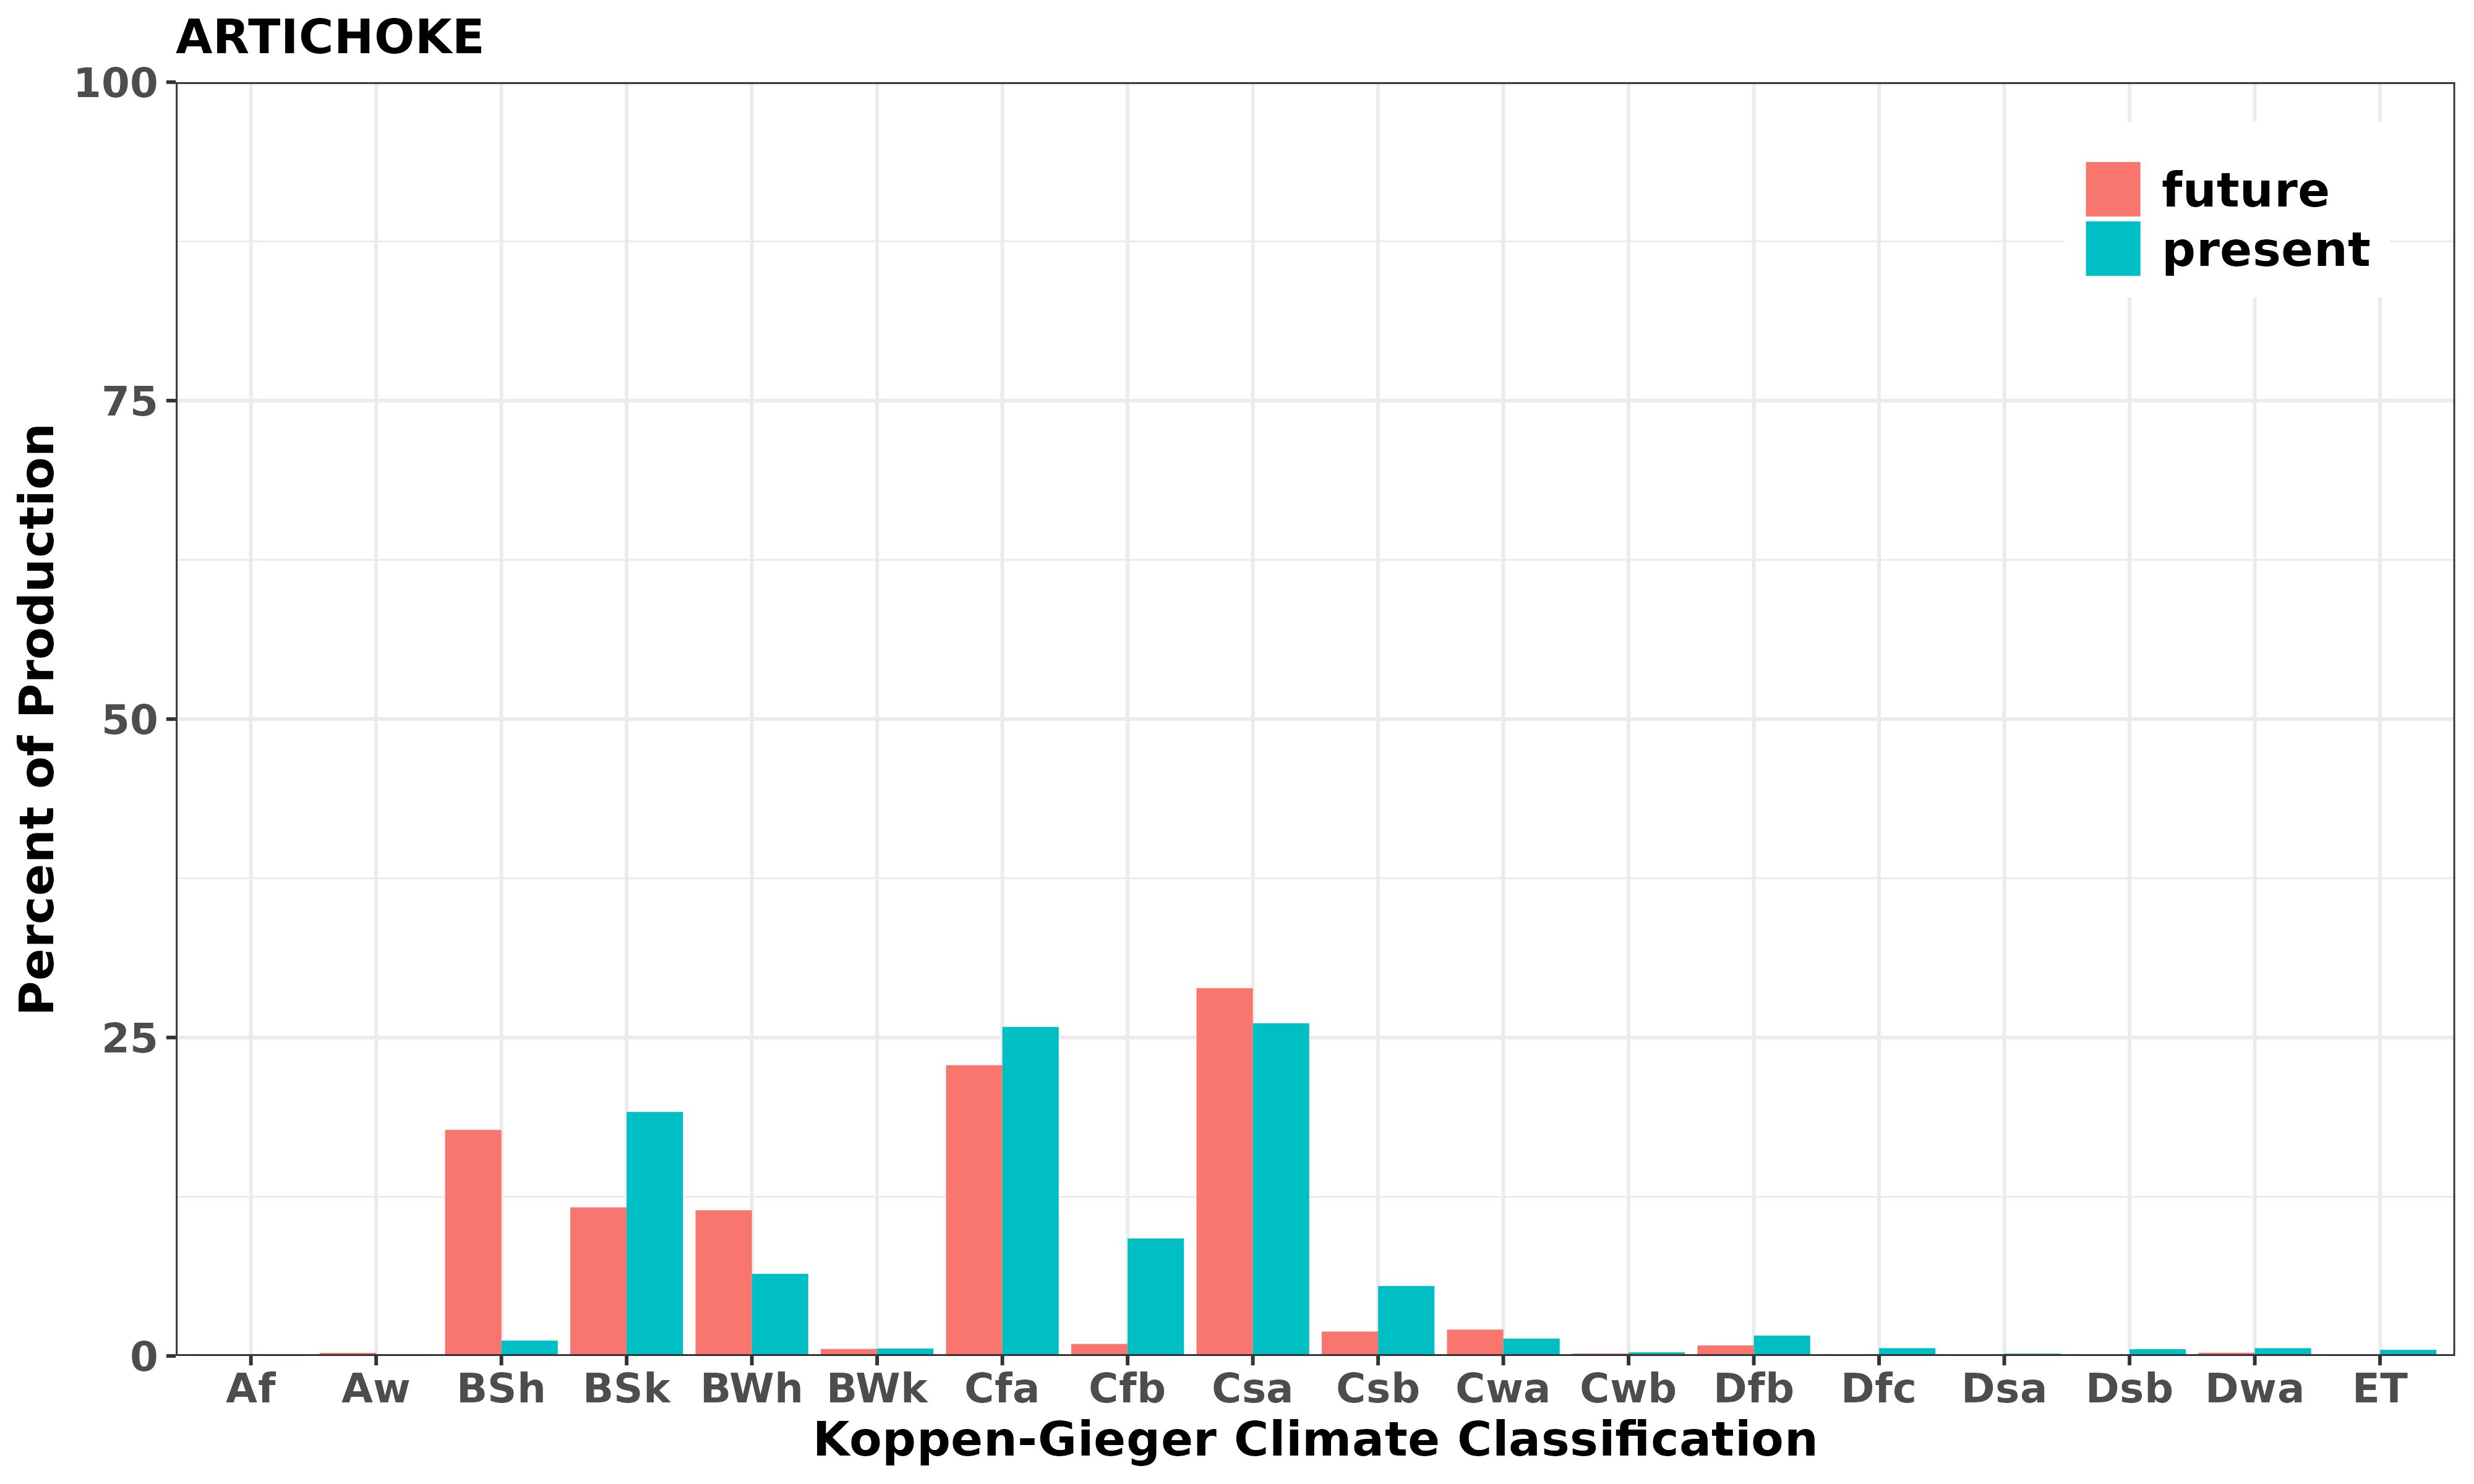 ARTICHOKE
100
75
50
25
0
Percent of Production
future
present
Af Aw BSh BSk BWh BWk Cfa Cfb Csa Csb Cwa Cwb Dfb Dfc Dsa Dsb Dwa ET
Koppen-Gieger Climate Classification